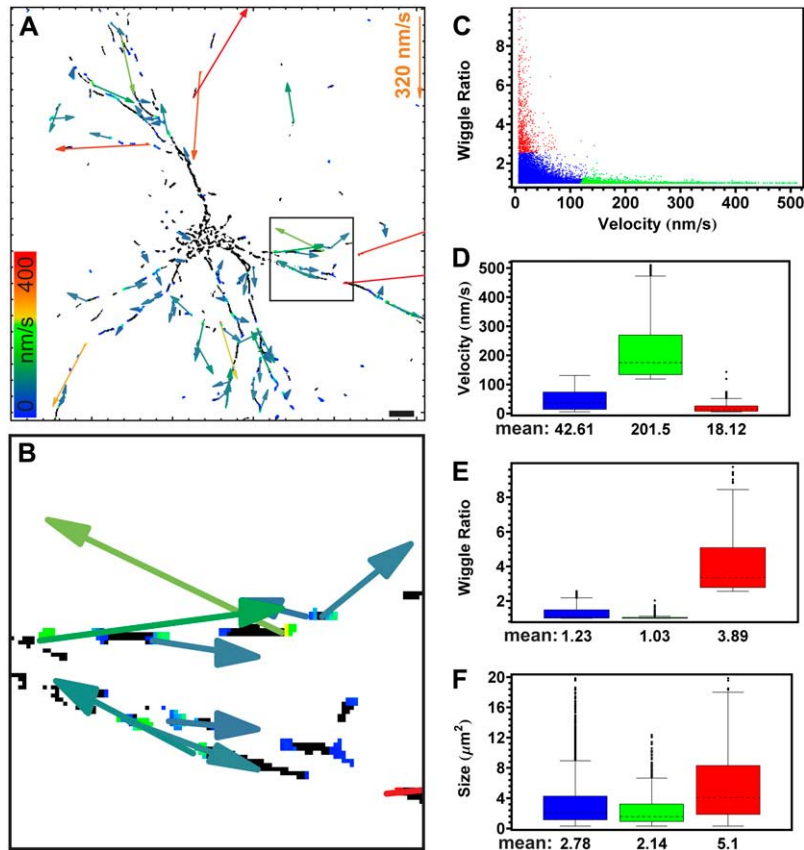 A
320 nm/s
0 nm/s 400
B
C
Wiggle Ratio
8
6
4
2
0 100 200 300 400 500
Velocity (nm/s)
D
Velocity (nm/s)
500
400
300
200
100
0
mean: 42.61 201.5 18.12
E
Wiggle Ratio
8
6
4
2
mean: 1.23 1.03 3.89
F
Size (μm²)
20
16
12
8
4
0
mean: 2.78 2.14 5.1